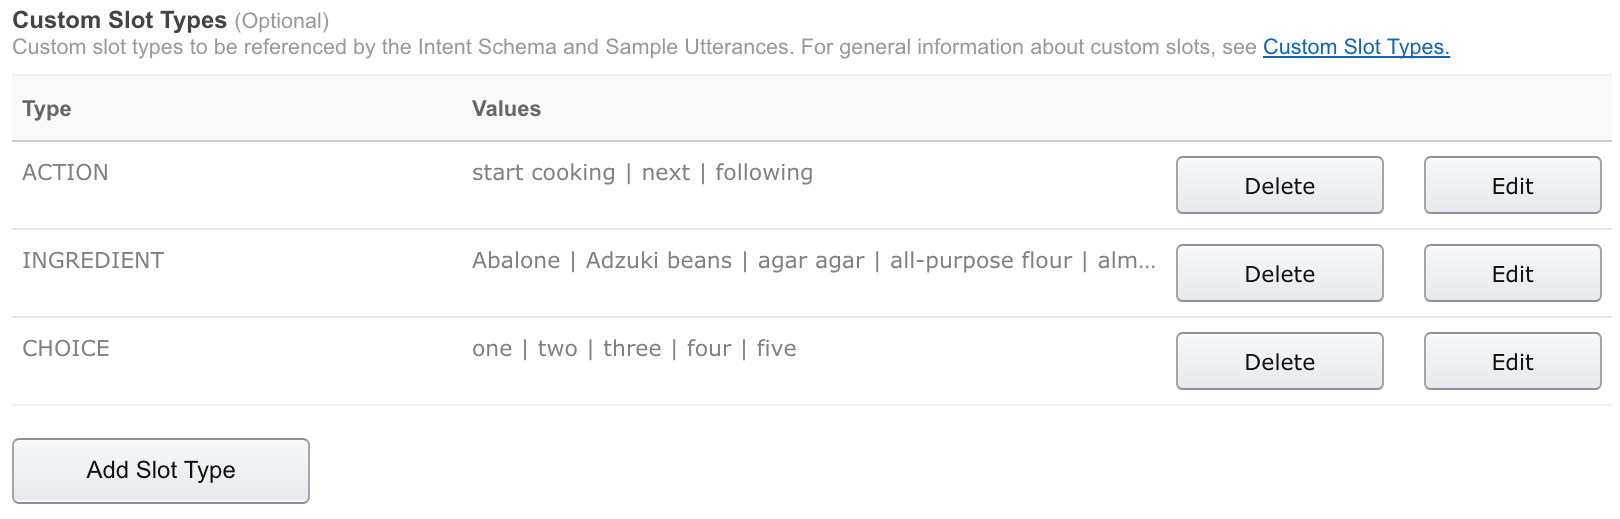 Custom Slot Types (Optional)
Custom slot types to be referenced by the Intent Schema and Sample Utterances. For general information about custom slots, see Custom Slot Types.
Type Values
ACTION start cooking | next | following Delete Edit
INGREDIENT Abalone | Adzuki beans | agar agar | all-purpose flour | alm... Delete Edit
CHOICE one | two | three | four | five Delete Edit
Add Slot Type